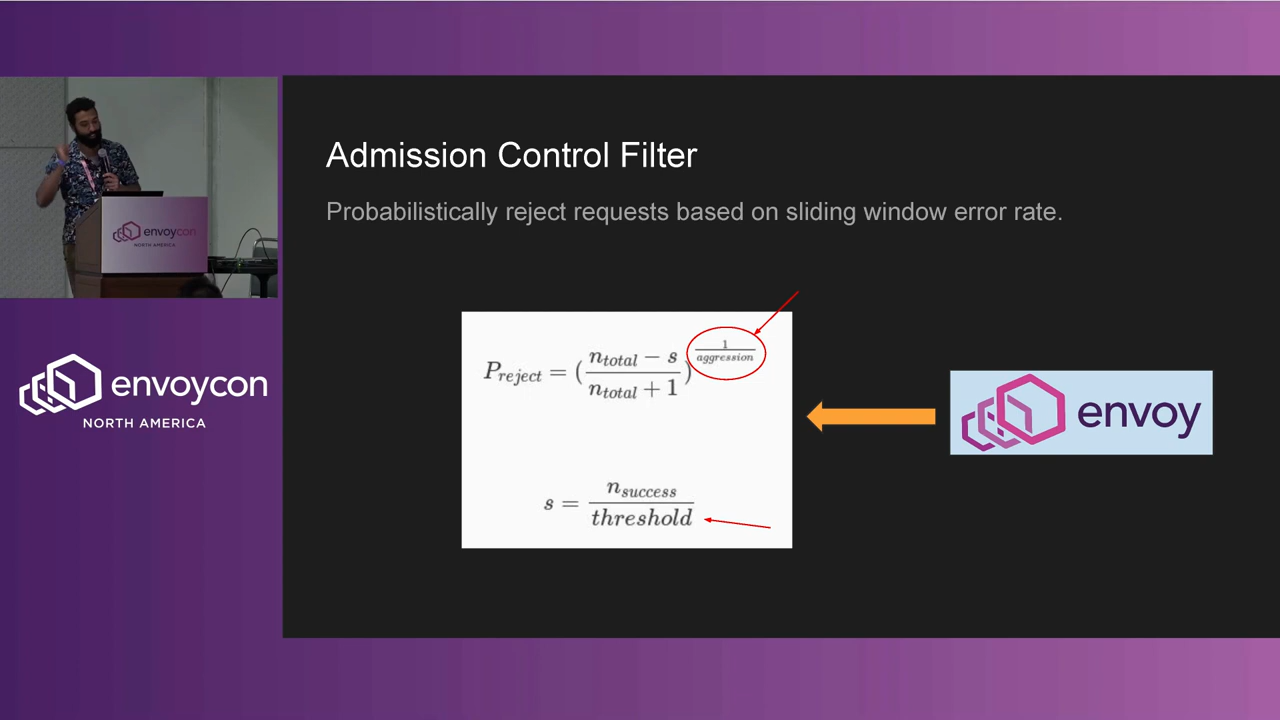 Admission Control Filter
Probabilistically reject requests based on sliding window error rate.
P_reject = (n_total − s / n_total + 1)^(1/aggression)
s = n_success / threshold
envoy
envoycon
NORTH AMERICA
envoycon
NORTH AMERICA